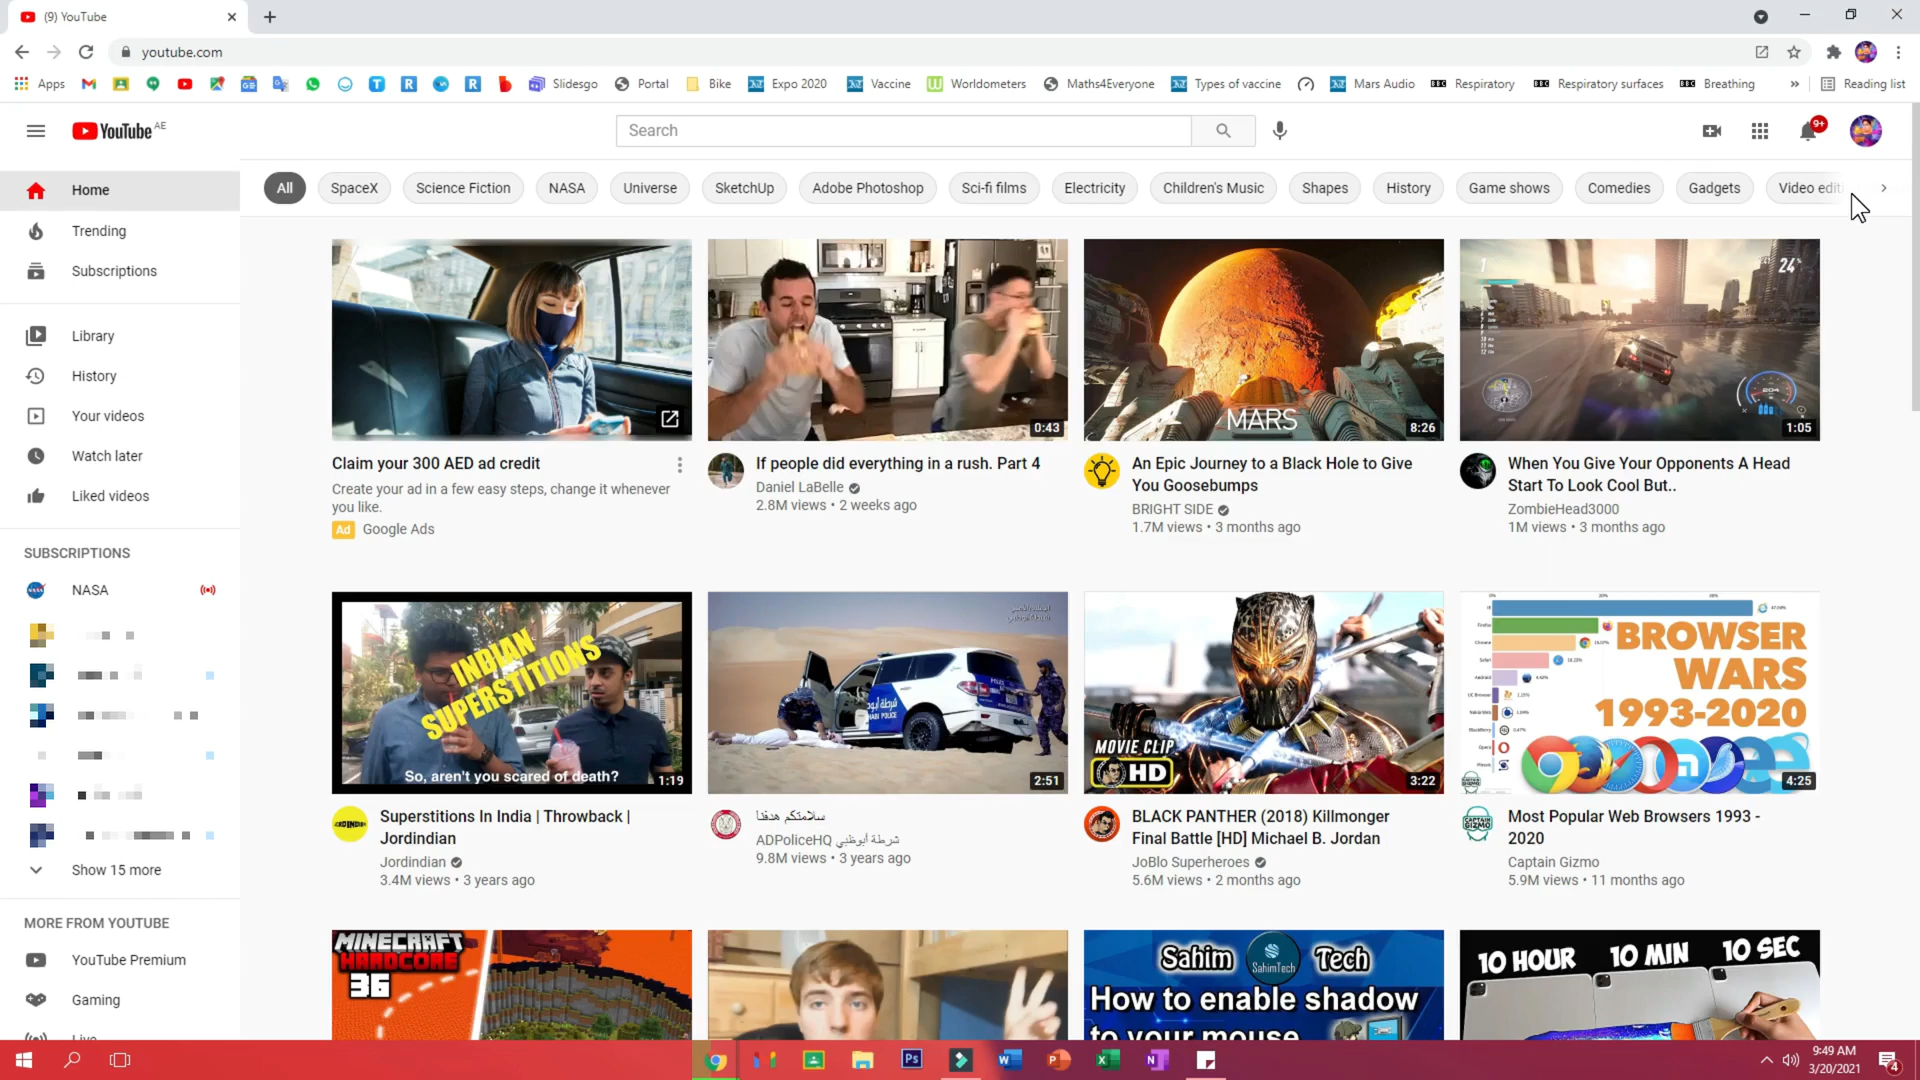 (9) YouTube
youtube.com
Apps
Slidesgo
Portal
Bike
Expo 2020
Vaccine
Worldometers
Maths4Everyone
Types of vaccine
Mars Audio
Respiratory
Respiratory surfaces
Breathing
Reading list
YouTube AE
Search
9+
Home
Trending
Subscriptions
Library
History
Your videos
Watch later
Liked videos
SUBSCRIPTIONS
NASA
Show 15 more
MORE FROM YOUTUBE
YouTube Premium
Gaming
Live
All
SpaceX
Science Fiction
NASA
Universe
SketchUp
Adobe Photoshop
Sci-fi films
Electricity
Children's Music
Shapes
History
Game shows
Comedies
Gadgets
Video edit
Claim your 300 AED ad credit
Create your ad in a few easy steps, change it whenever
you like.
Ad Google Ads
0:43
If people did everything in a rush. Part 4
Daniel LaBelle
2.8M views • 2 weeks ago
MARS
8:26
An Epic Journey to a Black Hole to Give
You Goosebumps
BRIGHT SIDE
1.7M views • 3 months ago
1
24%
204
1:05
When You Give Your Opponents A Head
Start To Look Cool But..
ZombieHead3000
1M views • 3 months ago
INDIAN
SUPERSTITIONS
So, aren't you scared of death?
1:19
Superstitions In India | Throwback |
Jordindian
Jordindian
3.4M views • 3 years ago
2:51
سلامتكم هدفنا
ADPoliceHQ شرطة أبوظبي
9.8M views • 3 years ago
MOVIE CLIP
HD
3:22
BLACK PANTHER (2018) Killmonger
Final Battle [HD] Michael B. Jordan
JoBlo Superheroes
5.6M views • 2 months ago
BROWSER
WARS
1993-2020
4:25
Most Popular Web Browsers 1993 -
2020
Captain Gizmo
5.9M views • 11 months ago
MINECRAFT
HARDCORE
36
Sahim Tech
SahimTech
How to enable shadow
to your mouse
10 HOUR 10 MIN 10 SEC
9:49 AM
3/20/2021
4